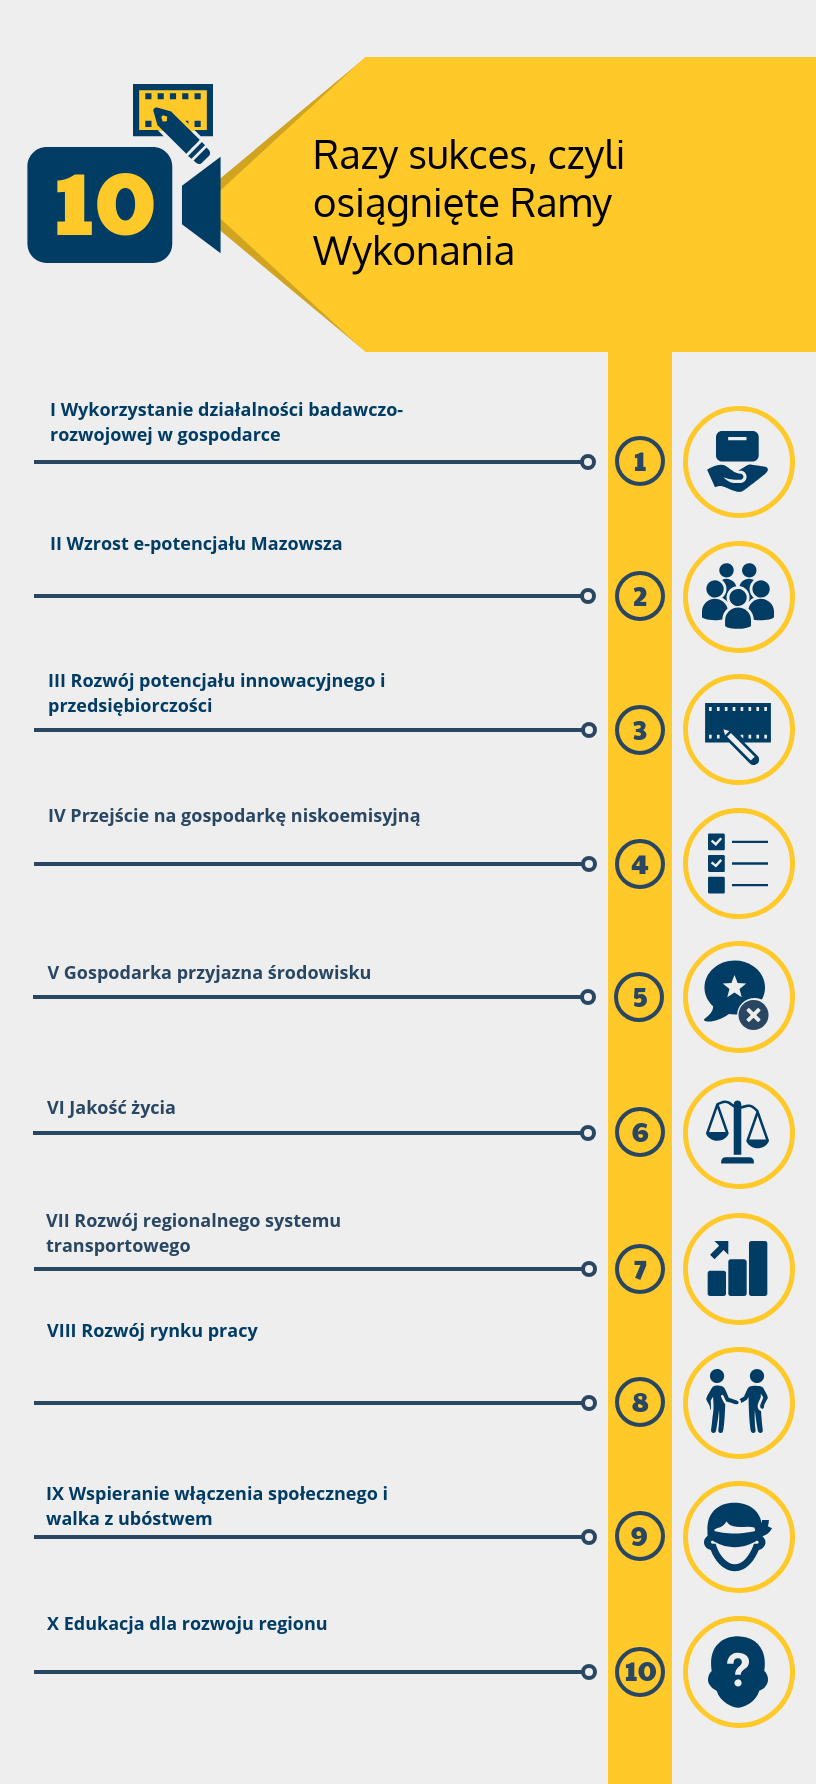 10
Razy sukces, czyli
osiągnięte Ramy
Wykonania
I Wykorzystanie działalności badawczo-
rozwojowej w gospodarce
1
II Wzrost e-potencjału Mazowsza
2
III Rozwój potencjału innowacyjnego i
przedsiębiorczości
3
IV Przejście na gospodarkę niskoemisyjną
4
V Gospodarka przyjazna środowisku
5
VI Jakość życia
6
VII Rozwój regionalnego systemu
transportowego
7
VIII Rozwój rynku pracy
8
IX Wspieranie włączenia społecznego i
walka z ubóstwem
9
X Edukacja dla rozwoju regionu
10
?